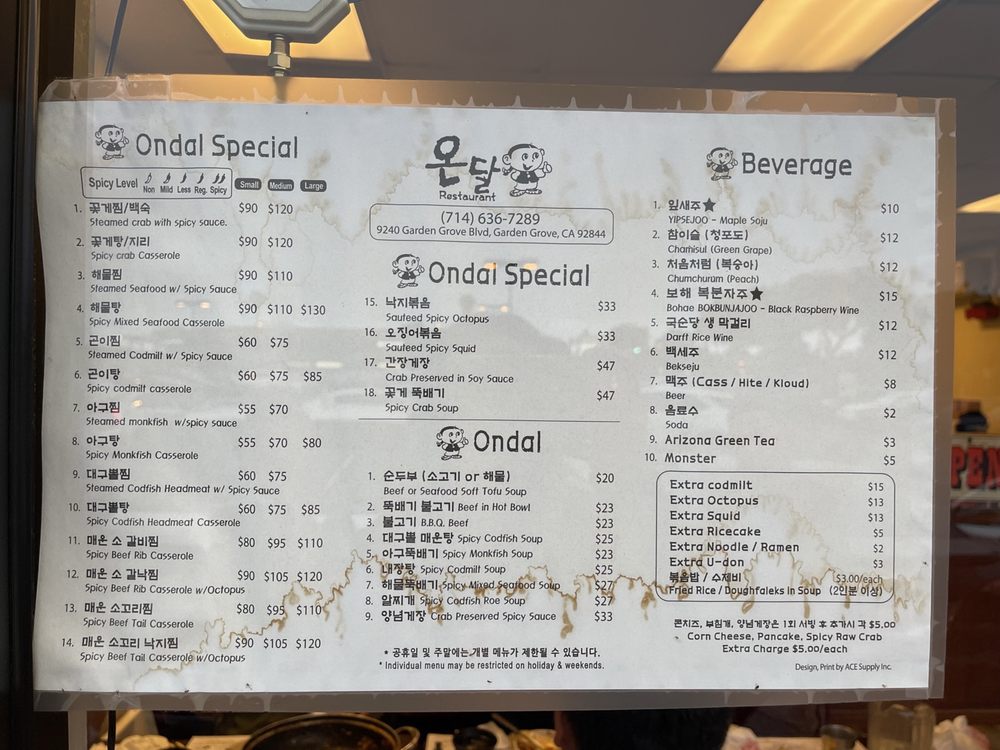 Ondal Special
Spicy Level Non Mild Less Reg. Spicy Small Medium Large
1. 꽃게찜/백숙 $90 $120
Steamed crab with spicy sauce.
2. 꽃게탕/지리 $90 $120
Spicy crab Casserole
3. 해물찜 $90 $110
Steamed Seafood w/ Spicy Sauce
4. 해물탕 $90 $110 $130
Spicy Mixed Seafood Casserole
5. 곤이찜 $60 $75
Steamed Codmilt w/ Spicy Sauce
6. 곤이탕 $60 $75 $85
Spicy codmilt casserole
7. 아구찜 $55 $70
Steamed monkfish w/spicy sauce
8. 아구탕 $55 $70 $80
Spicy Monkfish Casserole
9. 대구뽈찜 $60 $75
Steamed Codfish Headmeat w/ Spicy Sauce
10. 대구뽈탕 $60 $75 $85
Spicy Codfish Headmeat Casserole
11. 매운 소 갈비찜 $80 $95 $110
Spicy Beef Rib Casserole
12. 매운 소 갈낙찜 $90 $105 $120
Spicy Beef Rib Casserole w/Octopus
13. 매운 소꼬리찜 $80 $95 $110
Spicy Beef Tail Casserole
14. 매운 소꼬리 낙지찜 $90 $105 $120
Spicy Beef Tail Casserole w/Octopus
온달
Restaurant
(714) 636-7289
9240 Garden Grove Blvd, Garden Grove, CA 92844
Ondal Special
15. 낙지볶음 $33
Sauteed Spicy Octopus
16. 오징어볶음 $33
Sauteed Spicy Squid
17. 간장게장 $47
Crab Preserved in Soy Sauce
18. 꽃게 뚝배기 $47
Spicy Crab Soup
Ondal
1. 순두부 (소고기 or 해물) $20
Beef or Seafood Soft Tofu Soup
2. 뚝배기 불고기 Beef in Hot Bowl $23
3. 불고기 B.B.Q. Beef $23
4. 대구뽈 매운탕 Spicy Codfish Soup $25
5. 아구뚝배기 Spicy Monkfish Soup $23
6. 내장탕 Spicy Codmilt Soup $25
7. 해물뚝배기 Spicy Mixed Seafood Soup $27
8. 알찌개 Spicy Codfish Roe Soup $27
9. 양념게장 Crab Preserved Spicy Sauce $33
* 공휴일 및 주말에는 개별 메뉴가 제한될 수 있습니다.
* Individual menu may be restricted on holiday & weekends.
Beverage
1. 잎새주★ $10
YIPSEJOO - Maple Soju
2. 참이슬 (청포도) $12
Chamisul (Green Grape)
3. 처음처럼 (복숭아) $12
Chumchurum (Peach)
4. 보해 복분자주★ $15
Bohae BOKBUNJAJOO - Black Raspberry Wine
5. 국순당 생 막걸리 $12
Darft Rice Wine
6. 백세주 $12
Bekseju
7. 맥주 (Cass / Hite / Kloud) $8
Beer
8. 음료수 $2
Soda
9. Arizona Green Tea $3
10. Monster $5
Extra codmilt $15
Extra Octopus $13
Extra Squid $13
Extra Ricecake $5
Extra Noodle / Ramen $2
Extra U-don $3
볶음밥 / 수제비 $3.00/each
Fried Rice / Doughfaleks in Soup (2인분 이상)
콘치즈, 부침개, 양념게장은 1회 서빙 후 추가시 각 $5.00
Corn Cheese, Pancake, Spicy Raw Crab
Extra Charge $5.00/each
Design, Print by ACE Supply Inc.
PEN